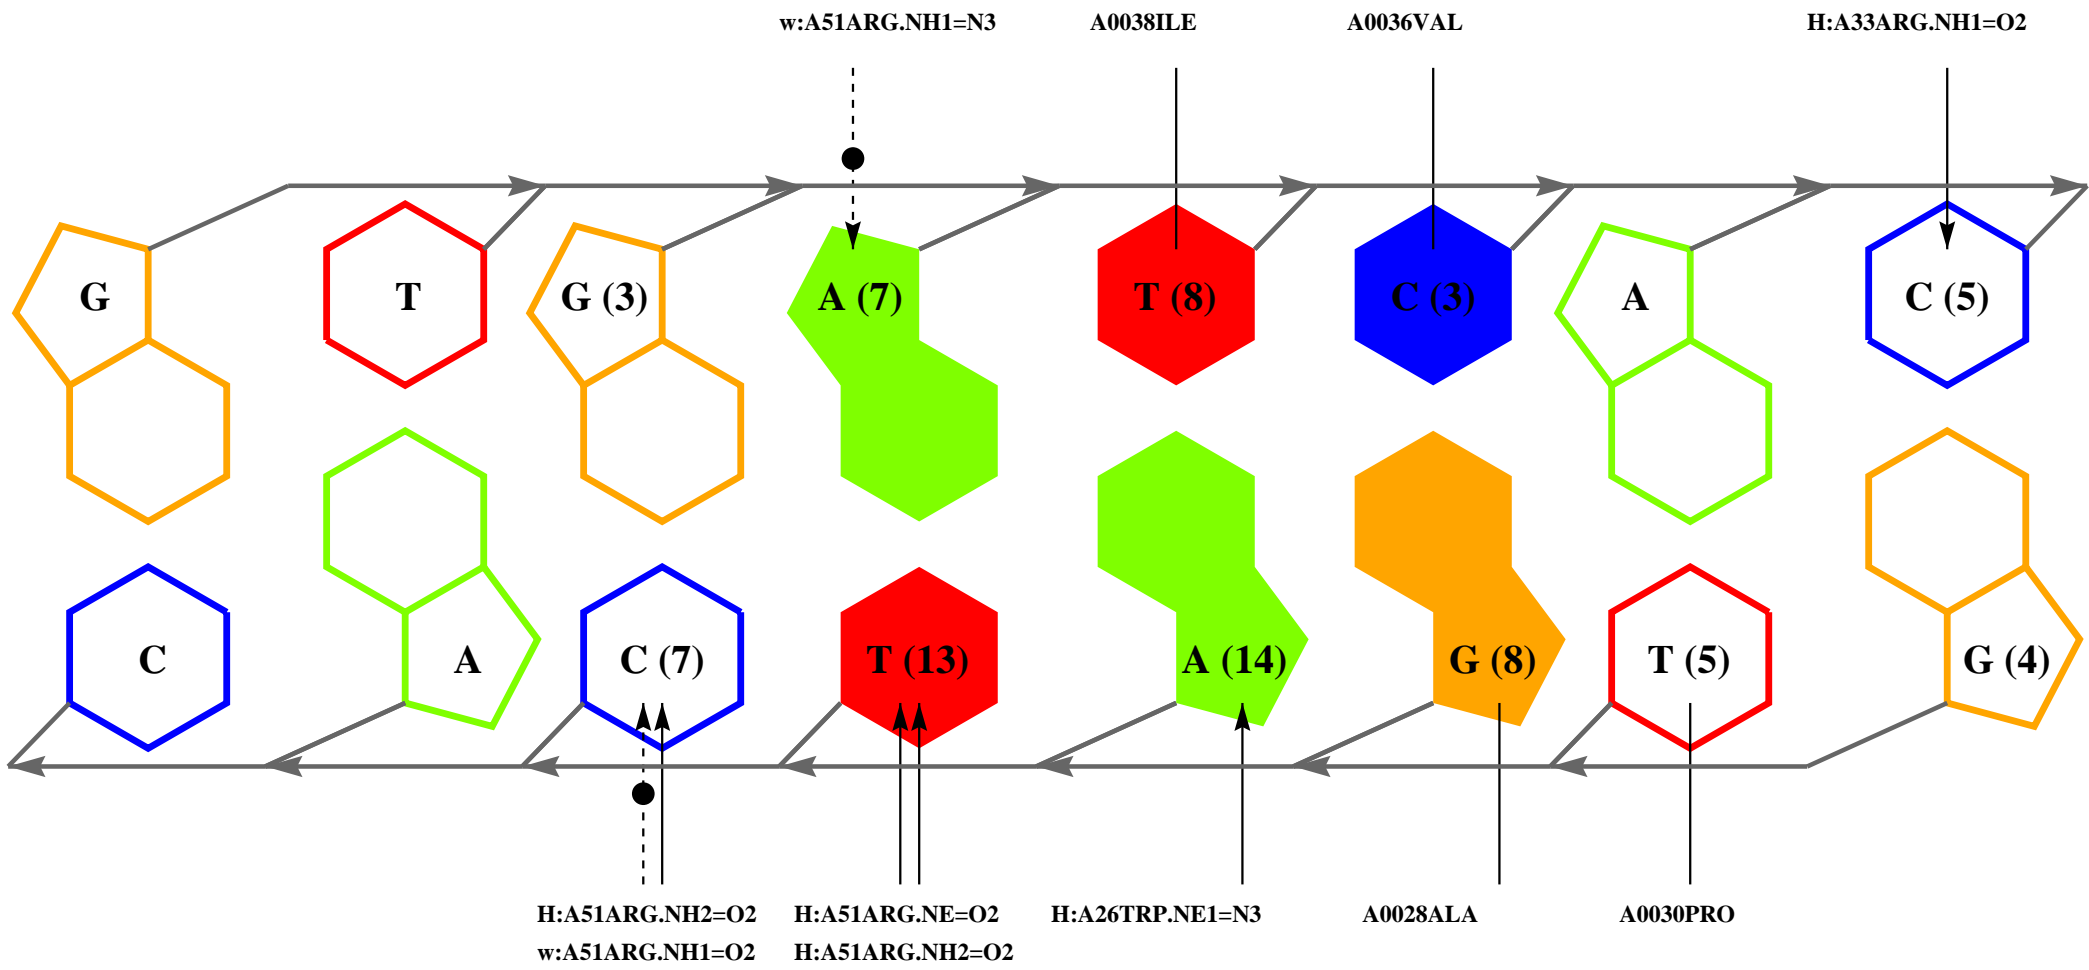 w:A51ARG.NH1=N3 A0038ILE A0036VAL H:A33ARG.NH1=O2
G T G (3) A (7) T (8) C (3) A C (5)
C A C (7) T (13) A (14) G (8) T (5) G (4)
H:A51ARG.NH2=O2 H:A51ARG.NE=O2 H:A26TRP.NE1=N3 A0028ALA A0030PRO
w:A51ARG.NH1=O2 H:A51ARG.NH2=O2